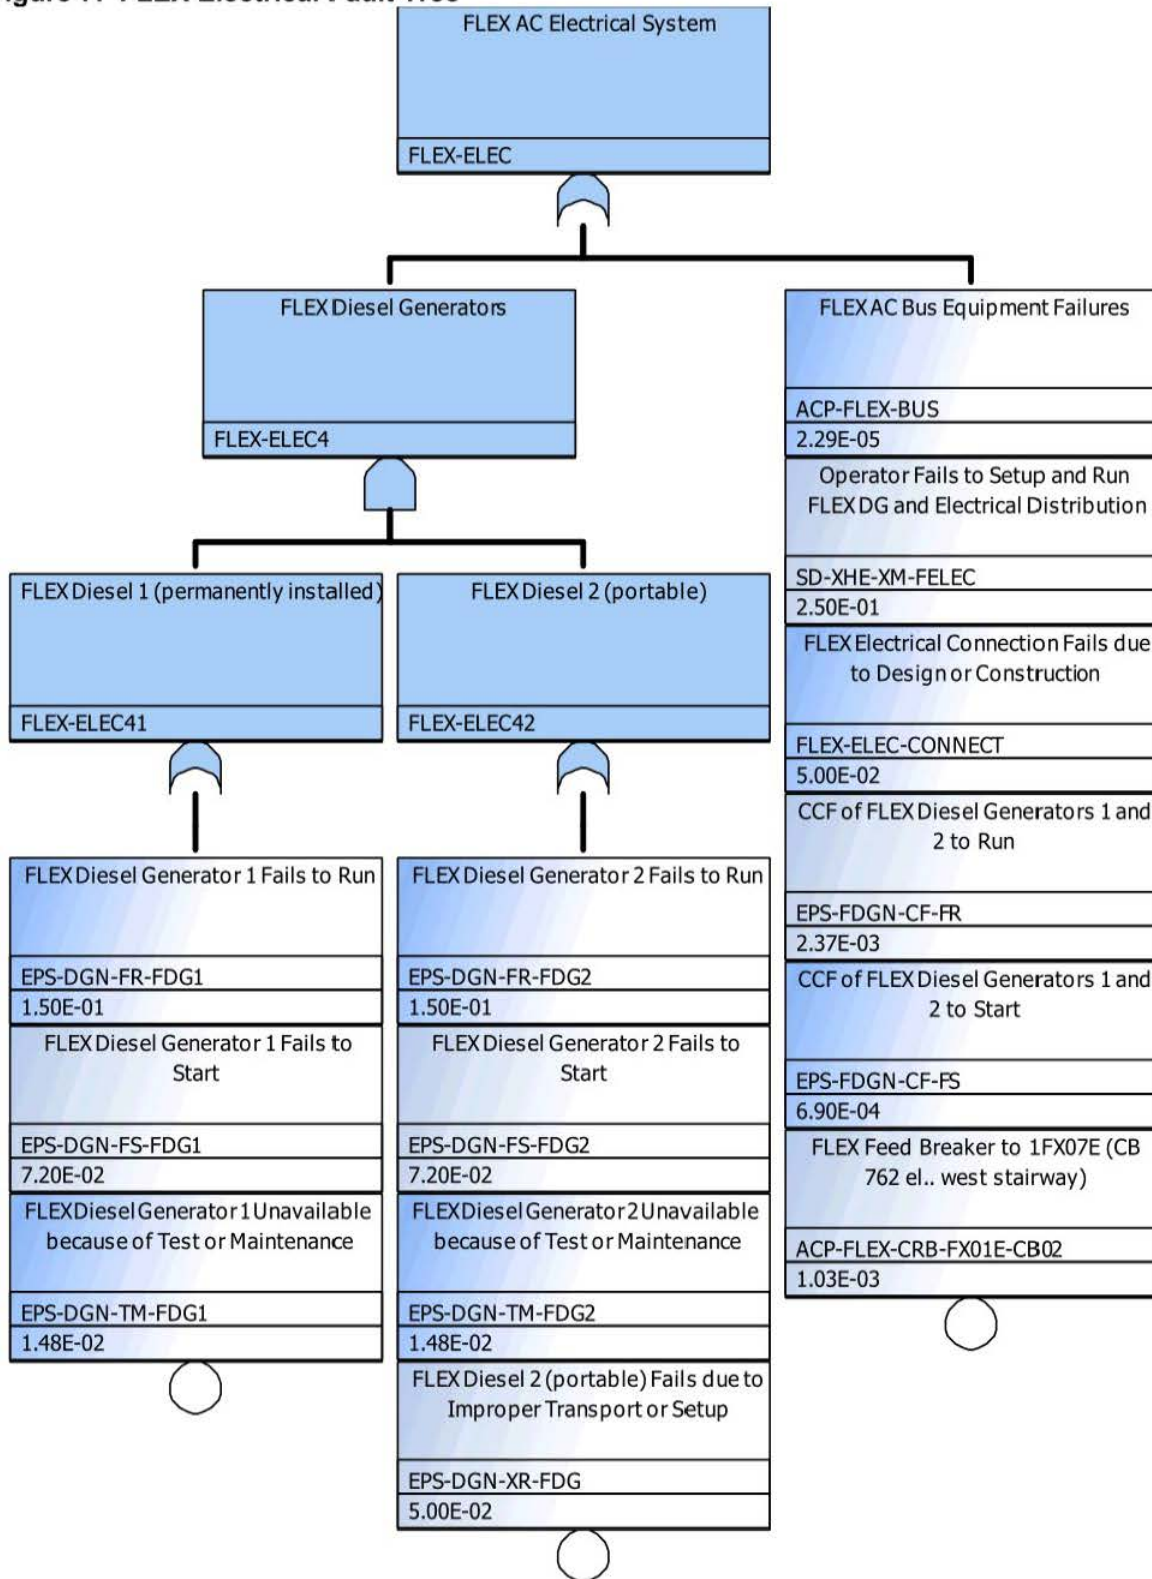 FLEX AC Electrical System
FLEX-ELEC
FLEX Diesel Generators
FLEX-ELEC4
FLEX AC Bus Equipment Failures
ACP-FLEX-BUS
2.29E-05
Operator Fails to Setup and Run
FLEX DG and Electrical Distribution
SD-XHE-XM-FELEC
2.50E-01
FLEX Electrical Connection Fails due
to Design or Construction
FLEX-ELEC-CONNECT
5.00E-02
CCF of FLEX Diesel Generators 1 and
2 to Run
EPS-FDGN-CF-FR
2.37E-03
CCF of FLEX Diesel Generators 1 and
2 to Start
EPS-FDGN-CF-FS
6.90E-04
FLEX Feed Breaker to 1FX07E (CB
762 el.. west stairway)
ACP-FLEX-CRB-FX01E-CB02
1.03E-03
FLEX Diesel 1 (permanently installed)
FLEX-ELEC41
FLEX Diesel Generator 1 Fails to Run
EPS-DGN-FR-FDG1
1.50E-01
FLEX Diesel Generator 1 Fails to
Start
EPS-DGN-FS-FDG1
7.20E-02
FLEX Diesel Generator 1 Unavailable
because of Test or Maintenance
EPS-DGN-TM-FDG1
1.48E-02
FLEX Diesel 2 (portable)
FLEX-ELEC42
FLEX Diesel Generator 2 Fails to Run
EPS-DGN-FR-FDG2
1.50E-01
FLEX Diesel Generator 2 Fails to
Start
EPS-DGN-FS-FDG2
7.20E-02
FLEX Diesel Generator 2 Unavailable
because of Test or Maintenance
EPS-DGN-TM-FDG2
1.48E-02
FLEX Diesel 2 (portable) Fails due to
Improper Transport or Setup
EPS-DGN-XR-FDG
5.00E-02